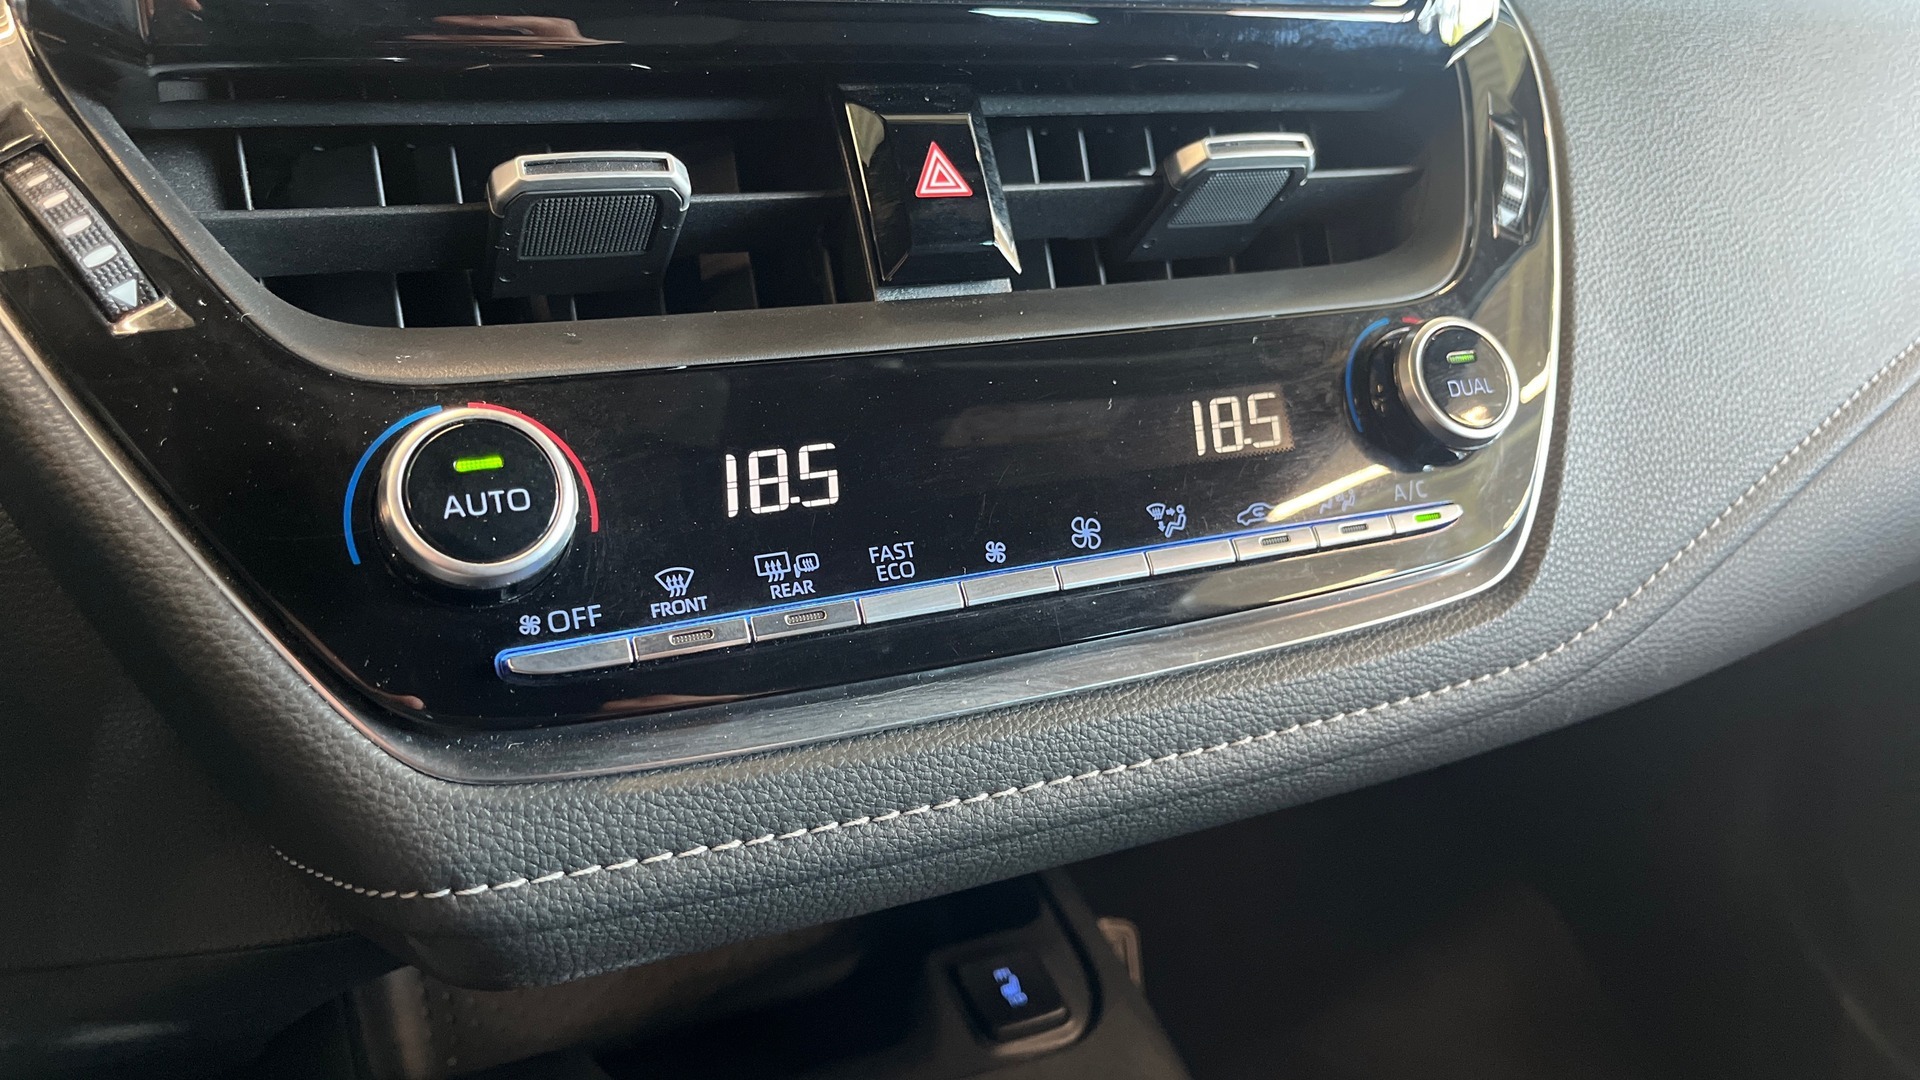 DUAL
AUTO
18.5
18.5
A/C
FAST
ECO
REAR
FRONT
OFF